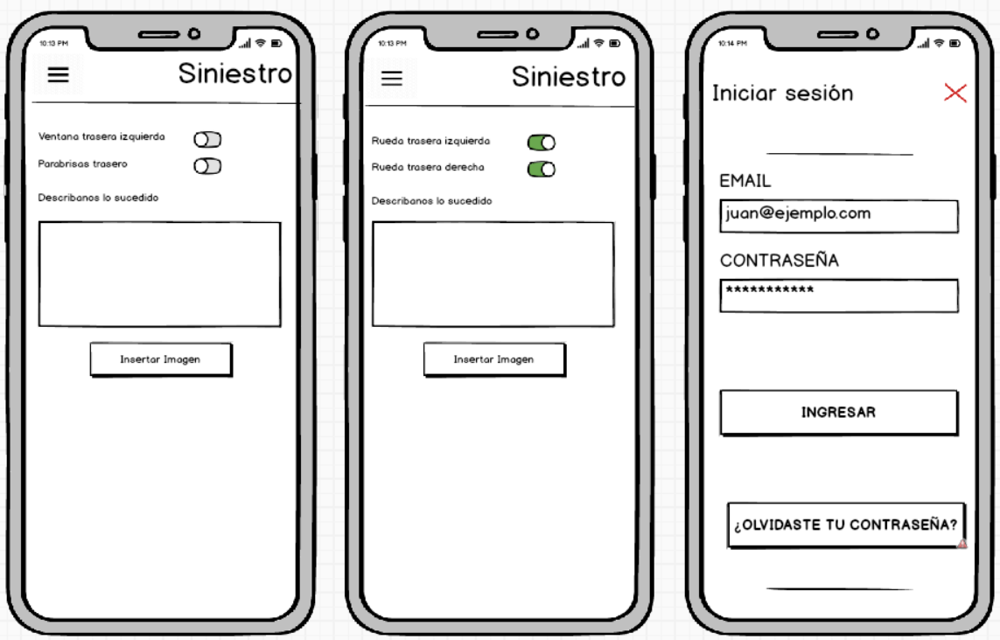 10:13 PM
Siniestro
Ventana trasera izquierda
Parabrisas trasero
Describanos lo sucedido
Insertar Imagen
10:13 PM
Siniestro
Rueda trasera izquierda
Rueda trasera derecha
Describanos lo sucedido
Insertar Imagen
10:14 PM
Iniciar sesión
EMAIL
juan@ejemplo.com
CONTRASEÑA
***********
INGRESAR
¿OLVIDASTE TU CONTRASEÑA?